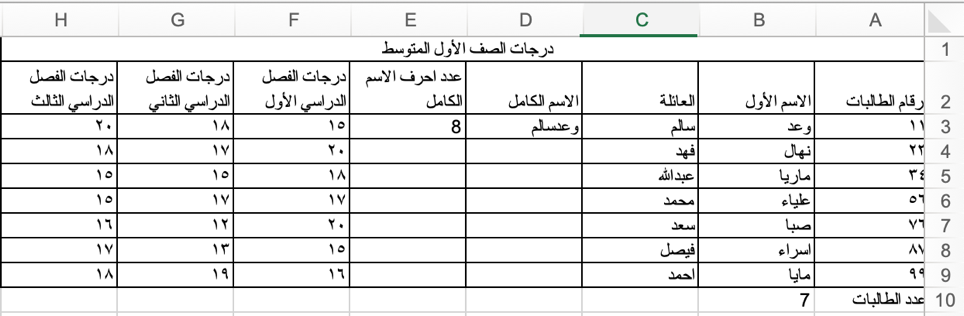 A B C D E F G H
1 درجات الصف الأول المتوسط
2 رقام الطالبات الاسم الأول العائلة الاسم الكامل عدد احرف الاسم الكامل درجات الفصل الدراسي الأول درجات الفصل الدراسي الثاني درجات الفصل الدراسي الثالث
3 ١١ وعد سالم وعدسالم 8 ١٥ ١٨ ٢٠
4 ٢٢ نهال فهد ٢٠ ١٧ ١٨
5 ٣٤ ماريا عبدالله ١٨ ١٥ ١٥
6 ٥٦ علياء محمد ١٧ ١٧ ١٥
7 ٧٦ صبا سعد ٢٠ ١٢ ١٦
8 ٨٧ اسراء فيصل ١٥ ١٣ ١٧
9 ٩٩ مايا احمد ١٦ ١٩ ١٨
10 عدد الطالبات 7